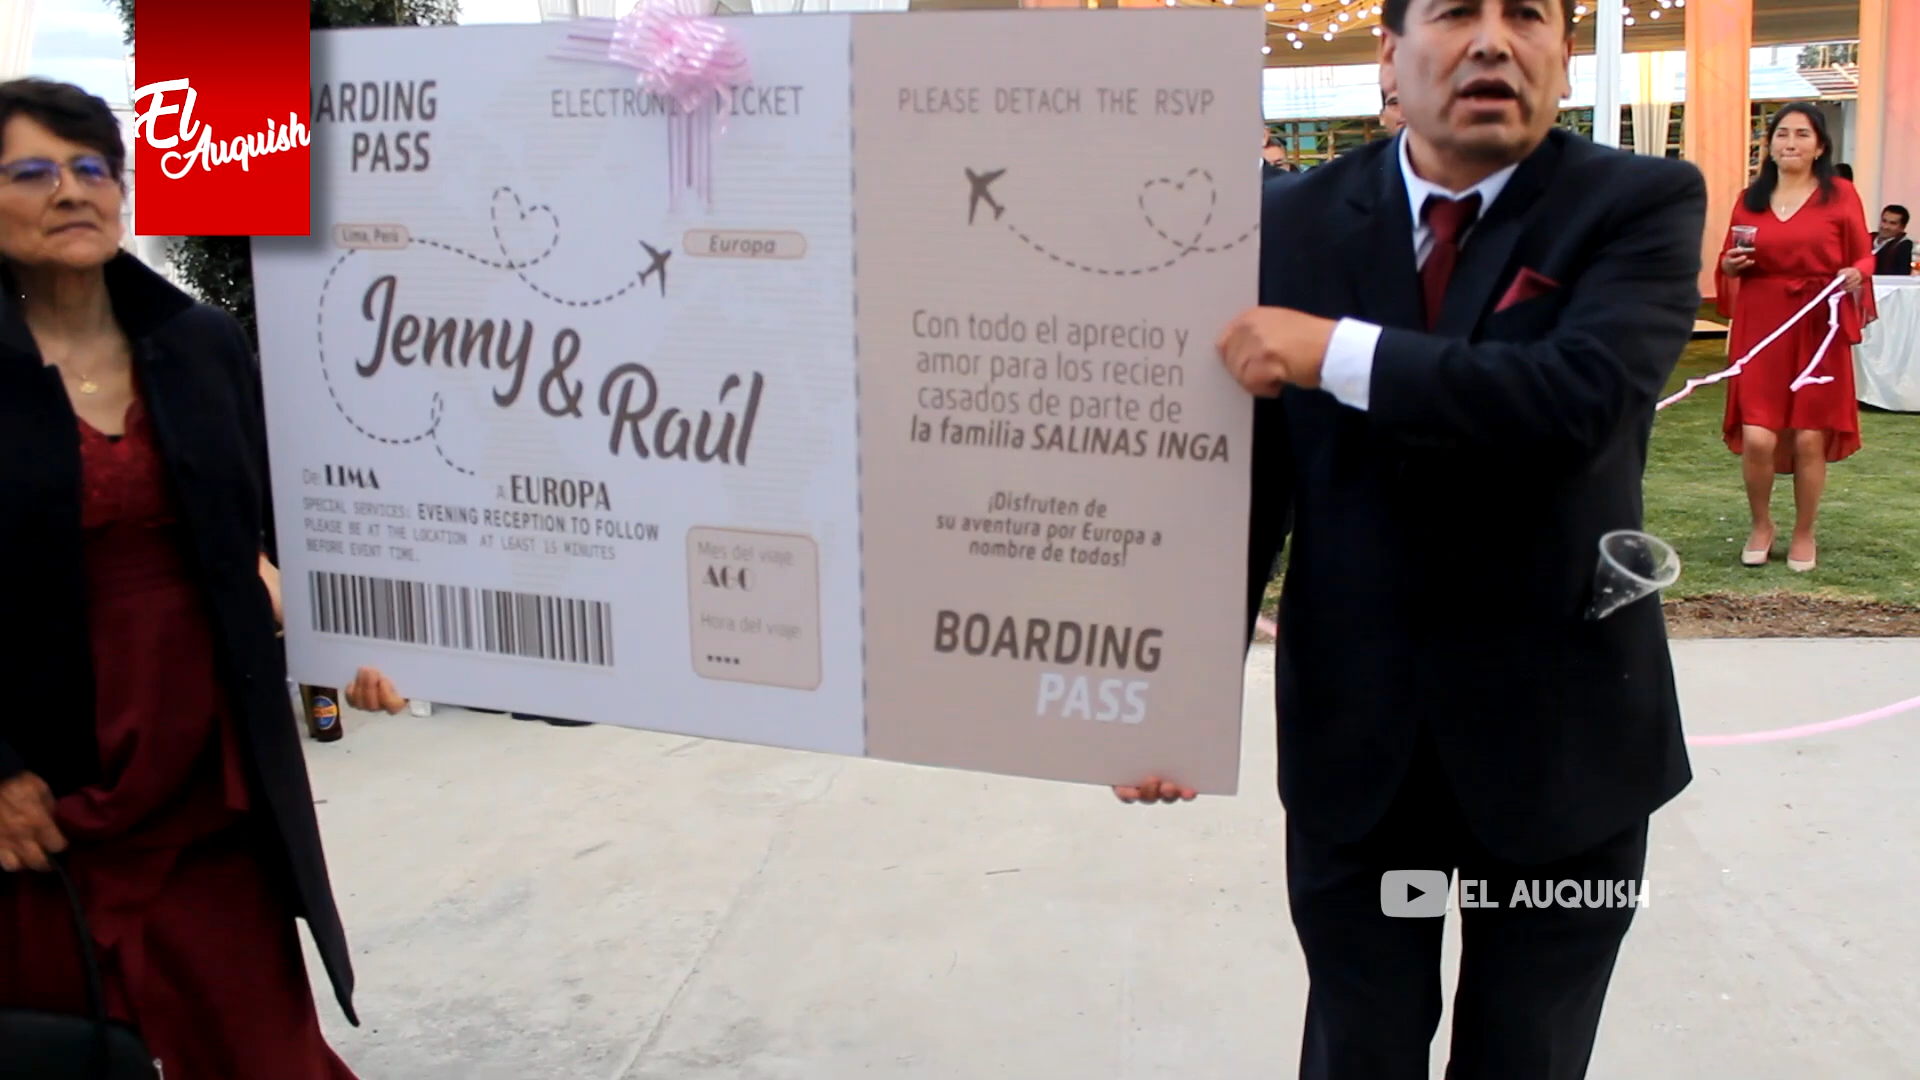 El
Auquish
ARDING
PASS
ELECTRONI TICKET
Lima, Perú
Europa
Jenny & Raúl
De: LIMA
A EUROPA
SPECIAL SERVICES: EVENING RECEPTION TO FOLLOW
PLEASE BE AT THE LOCATION AT LEAST 15 MINUTES
BEFORE EVENT TIME.
Mes del viaje
AGO
Hora del viaje
....
PLEASE DETACH THE RSVP
Con todo el aprecio y
amor para los recien
casados de parte de
la familia SALINAS INGA
¡Disfruten de
su aventura por Europa a
nombre de todos!
BOARDING
PASS
EL AUQUISH